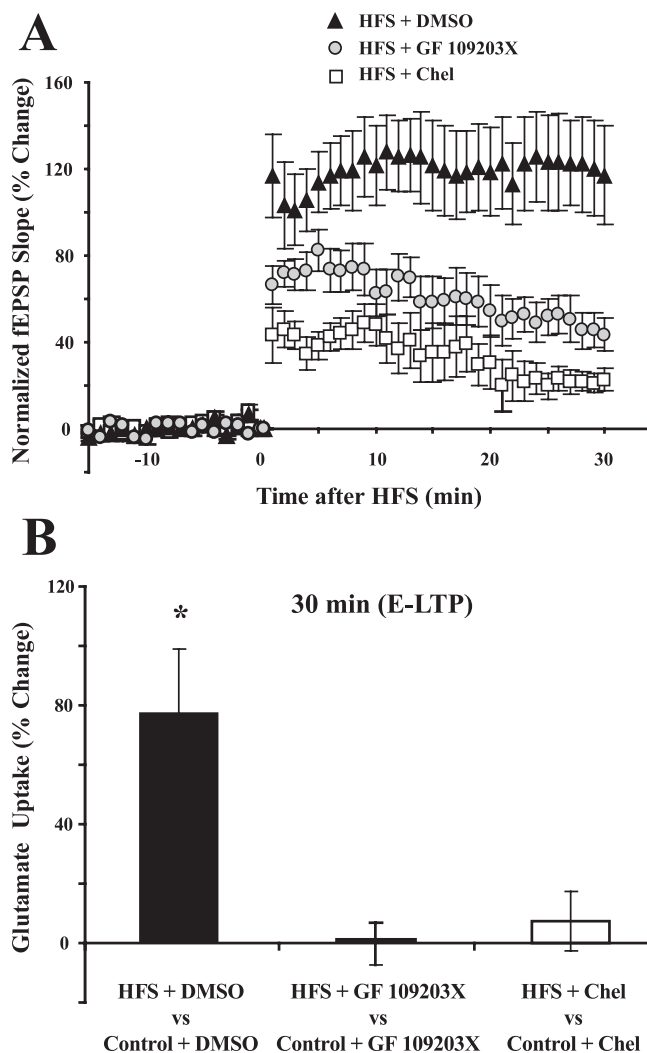 A
HFS + DMSO
HFS + GF 109203X
HFS + Chel
Normalized fEPSP Slope (% Change)
160
120
80
40
0
-10
0
10
20
30
Time after HFS (min)
B
Glutamate Uptake (% Change)
120
80
40
0
30 min (E-LTP)
*
HFS + DMSO
vs
Control + DMSO
HFS + GF 109203X
vs
Control + GF 109203X
HFS + Chel
vs
Control + Chel